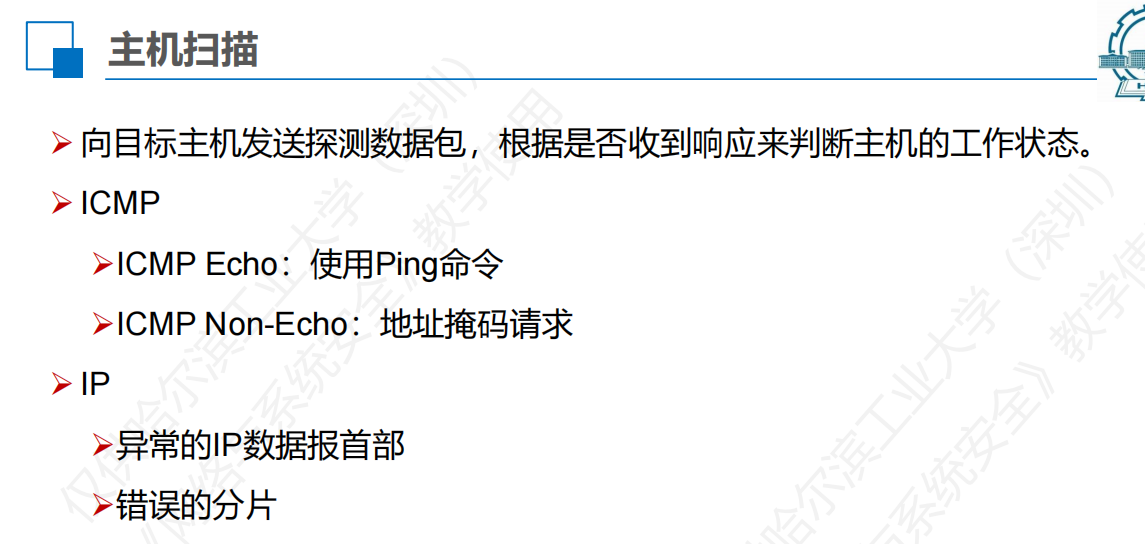 主机扫描
向目标主机发送探测数据包，根据是否收到响应来判断主机的工作状态。
ICMP
ICMP Echo：使用Ping命令
ICMP Non-Echo：地址掩码请求
IP
异常的IP数据报首部
错误的分片
仅供哈尔滨工业大学（深圳）
《网络与系统安全》教学使用
哈尔滨工业大学（深圳）
系统安全》教学使